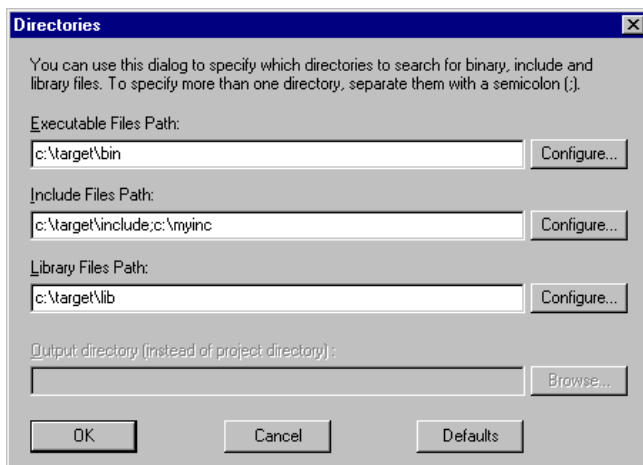 Directories
You can use this dialog to specify which directories to search for binary, include and
library files. To specify more than one directory, separate them with a semicolon (;).
Executable Files Path:
c:\target\bin
Configure...
Include Files Path:
c:\target\include;c:\myinc
Configure...
Library Files Path:
c:\target\lib
Configure...
Output directory (instead of project directory) :
Browse...
OK
Cancel
Defaults